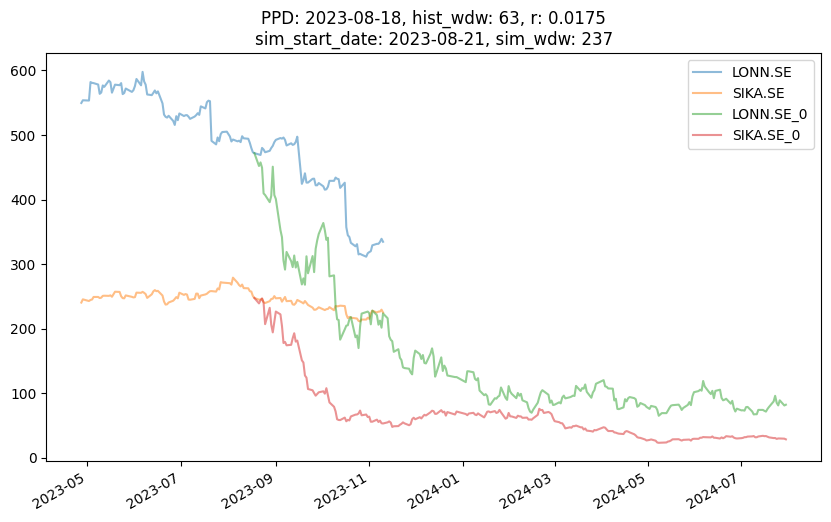 PPD: 2023-08-18, hist_wdw: 63, r: 0.0175
sim_start_date: 2023-08-21, sim_wdw: 237
LONN.SE
SIKA.SE
LONN.SE_0
SIKA.SE_0
600
500
400
300
200
100
0
2023-05
2023-07
2023-09
2023-11
2024-01
2024-03
2024-05
2024-07